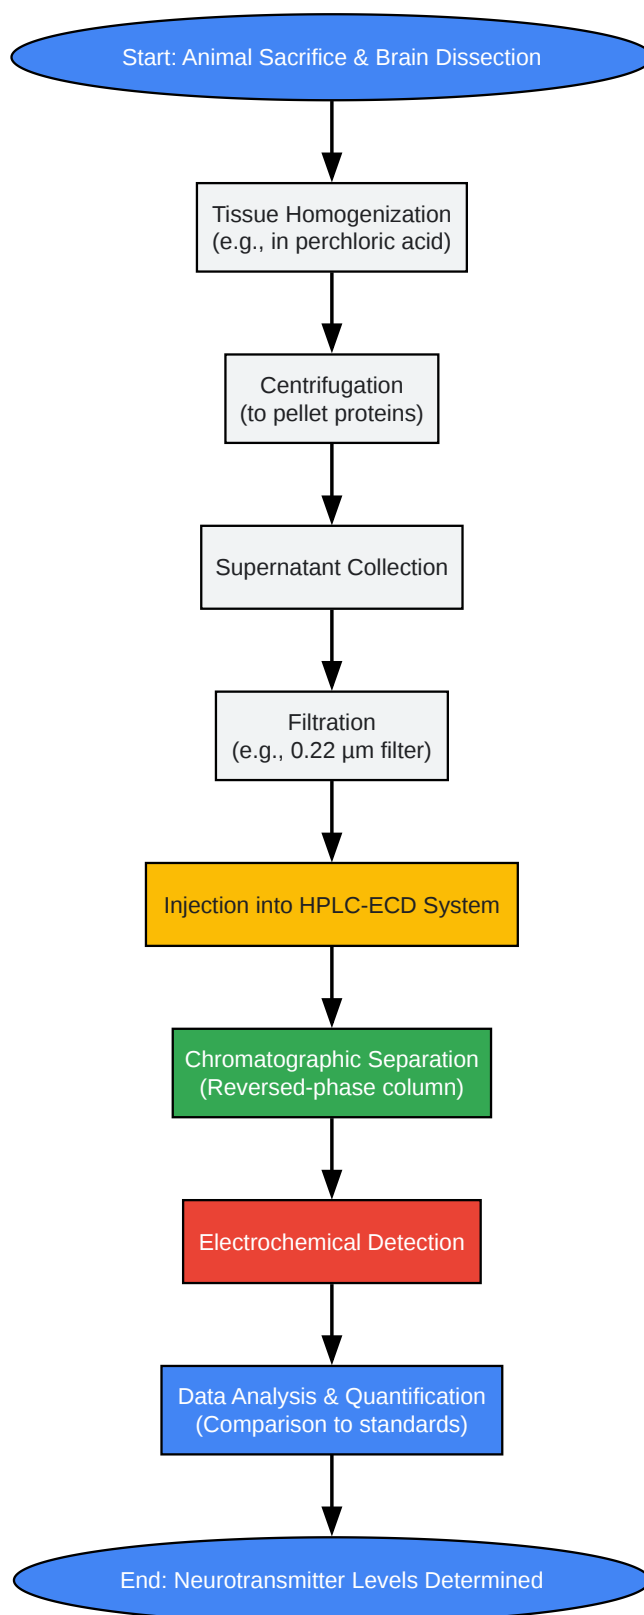 Start: Animal Sacrifice & Brain Dissection
Tissue Homogenization
(e.g., in perchloric acid)
Centrifugation
(to pellet proteins)
Supernatant Collection
Filtration
(e.g., 0.22 µm filter)
Injection into HPLC-ECD System
Chromatographic Separation
(Reversed-phase column)
Electrochemical Detection
Data Analysis & Quantification
(Comparison to standards)
End: Neurotransmitter Levels Determined